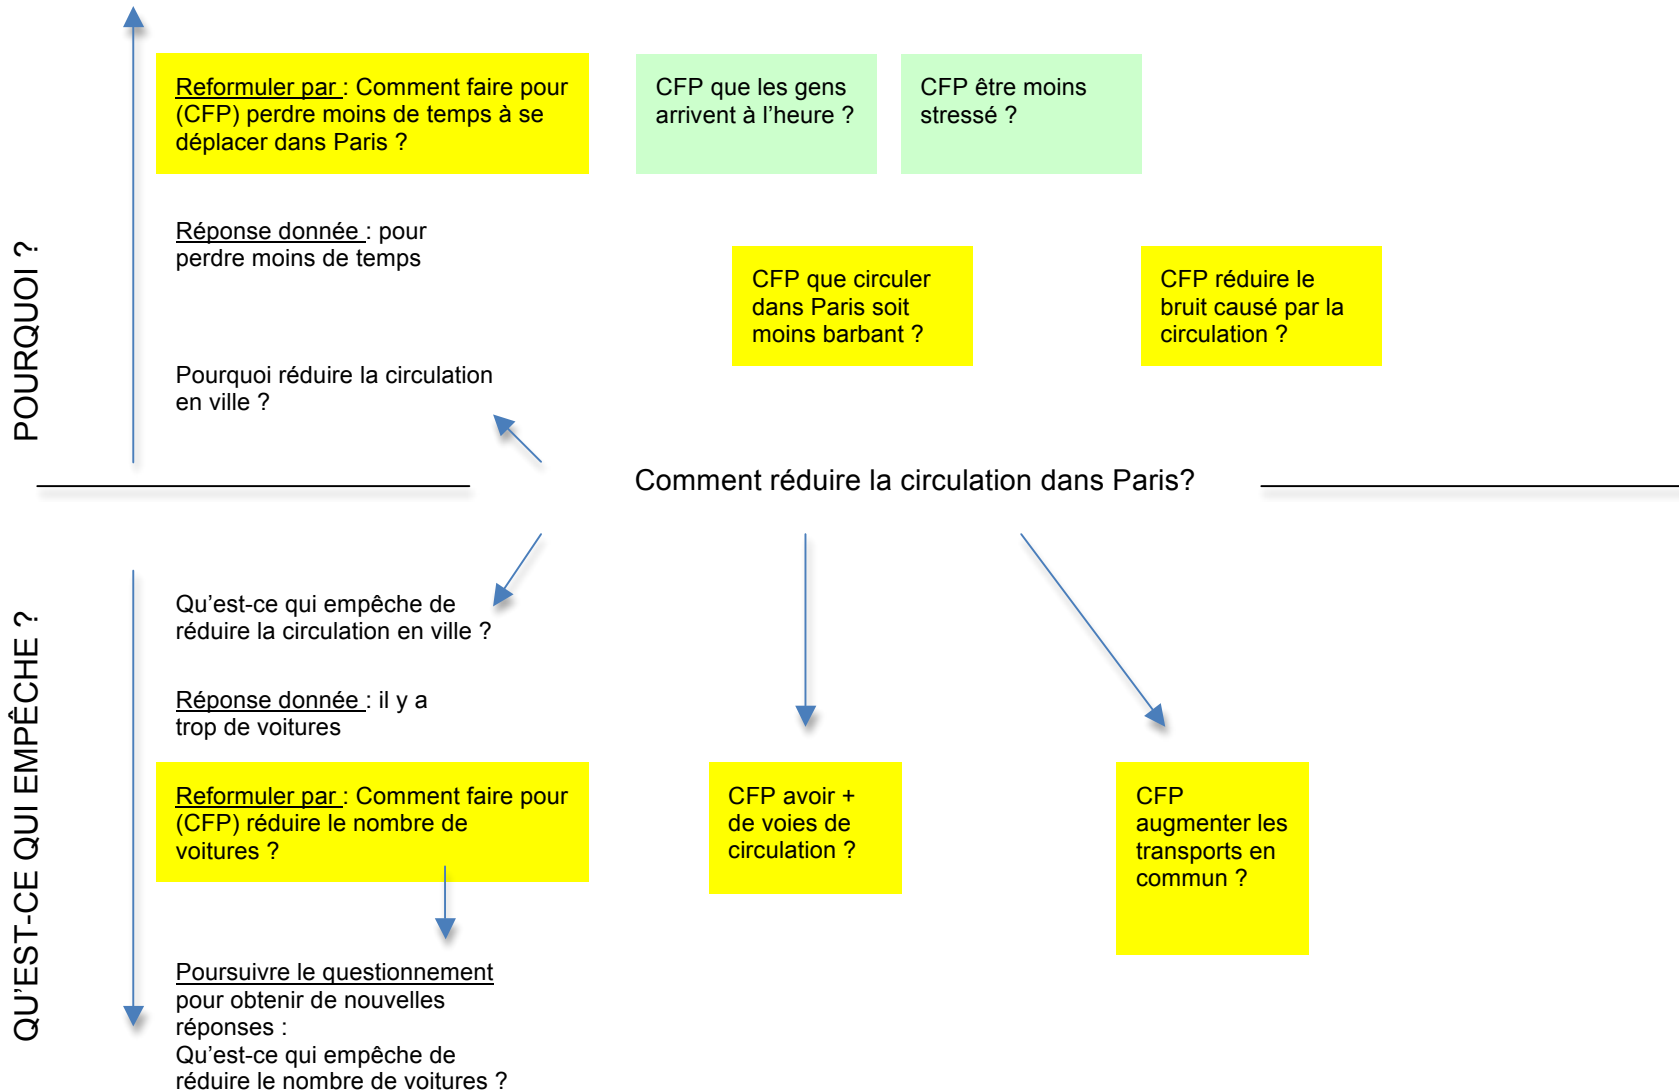 POURQUOI ?
Reformuler par : Comment faire pour
(CFP) perdre moins de temps à se
déplacer dans Paris ?
CFP que les gens
arrivent à l’heure ?
CFP être moins
stressé ?
Réponse donnée : pour
perdre moins de temps
CFP que circuler
dans Paris soit
moins barbant ?
CFP réduire le
bruit causé par la
circulation ?
Pourquoi réduire la circulation
en ville ?
Comment réduire la circulation dans Paris?
QU’EST-CE QUI EMPÊCHE ?
Qu’est-ce qui empêche de
réduire la circulation en ville ?
Réponse donnée : il y a
trop de voitures
Reformuler par : Comment faire pour
(CFP) réduire le nombre de
voitures ?
CFP avoir +
de voies de
circulation ?
CFP
augmenter les
transports en
commun ?
Poursuivre le questionnement
pour obtenir de nouvelles
réponses :
Qu’est-ce qui empêche de
réduire le nombre de voitures ?